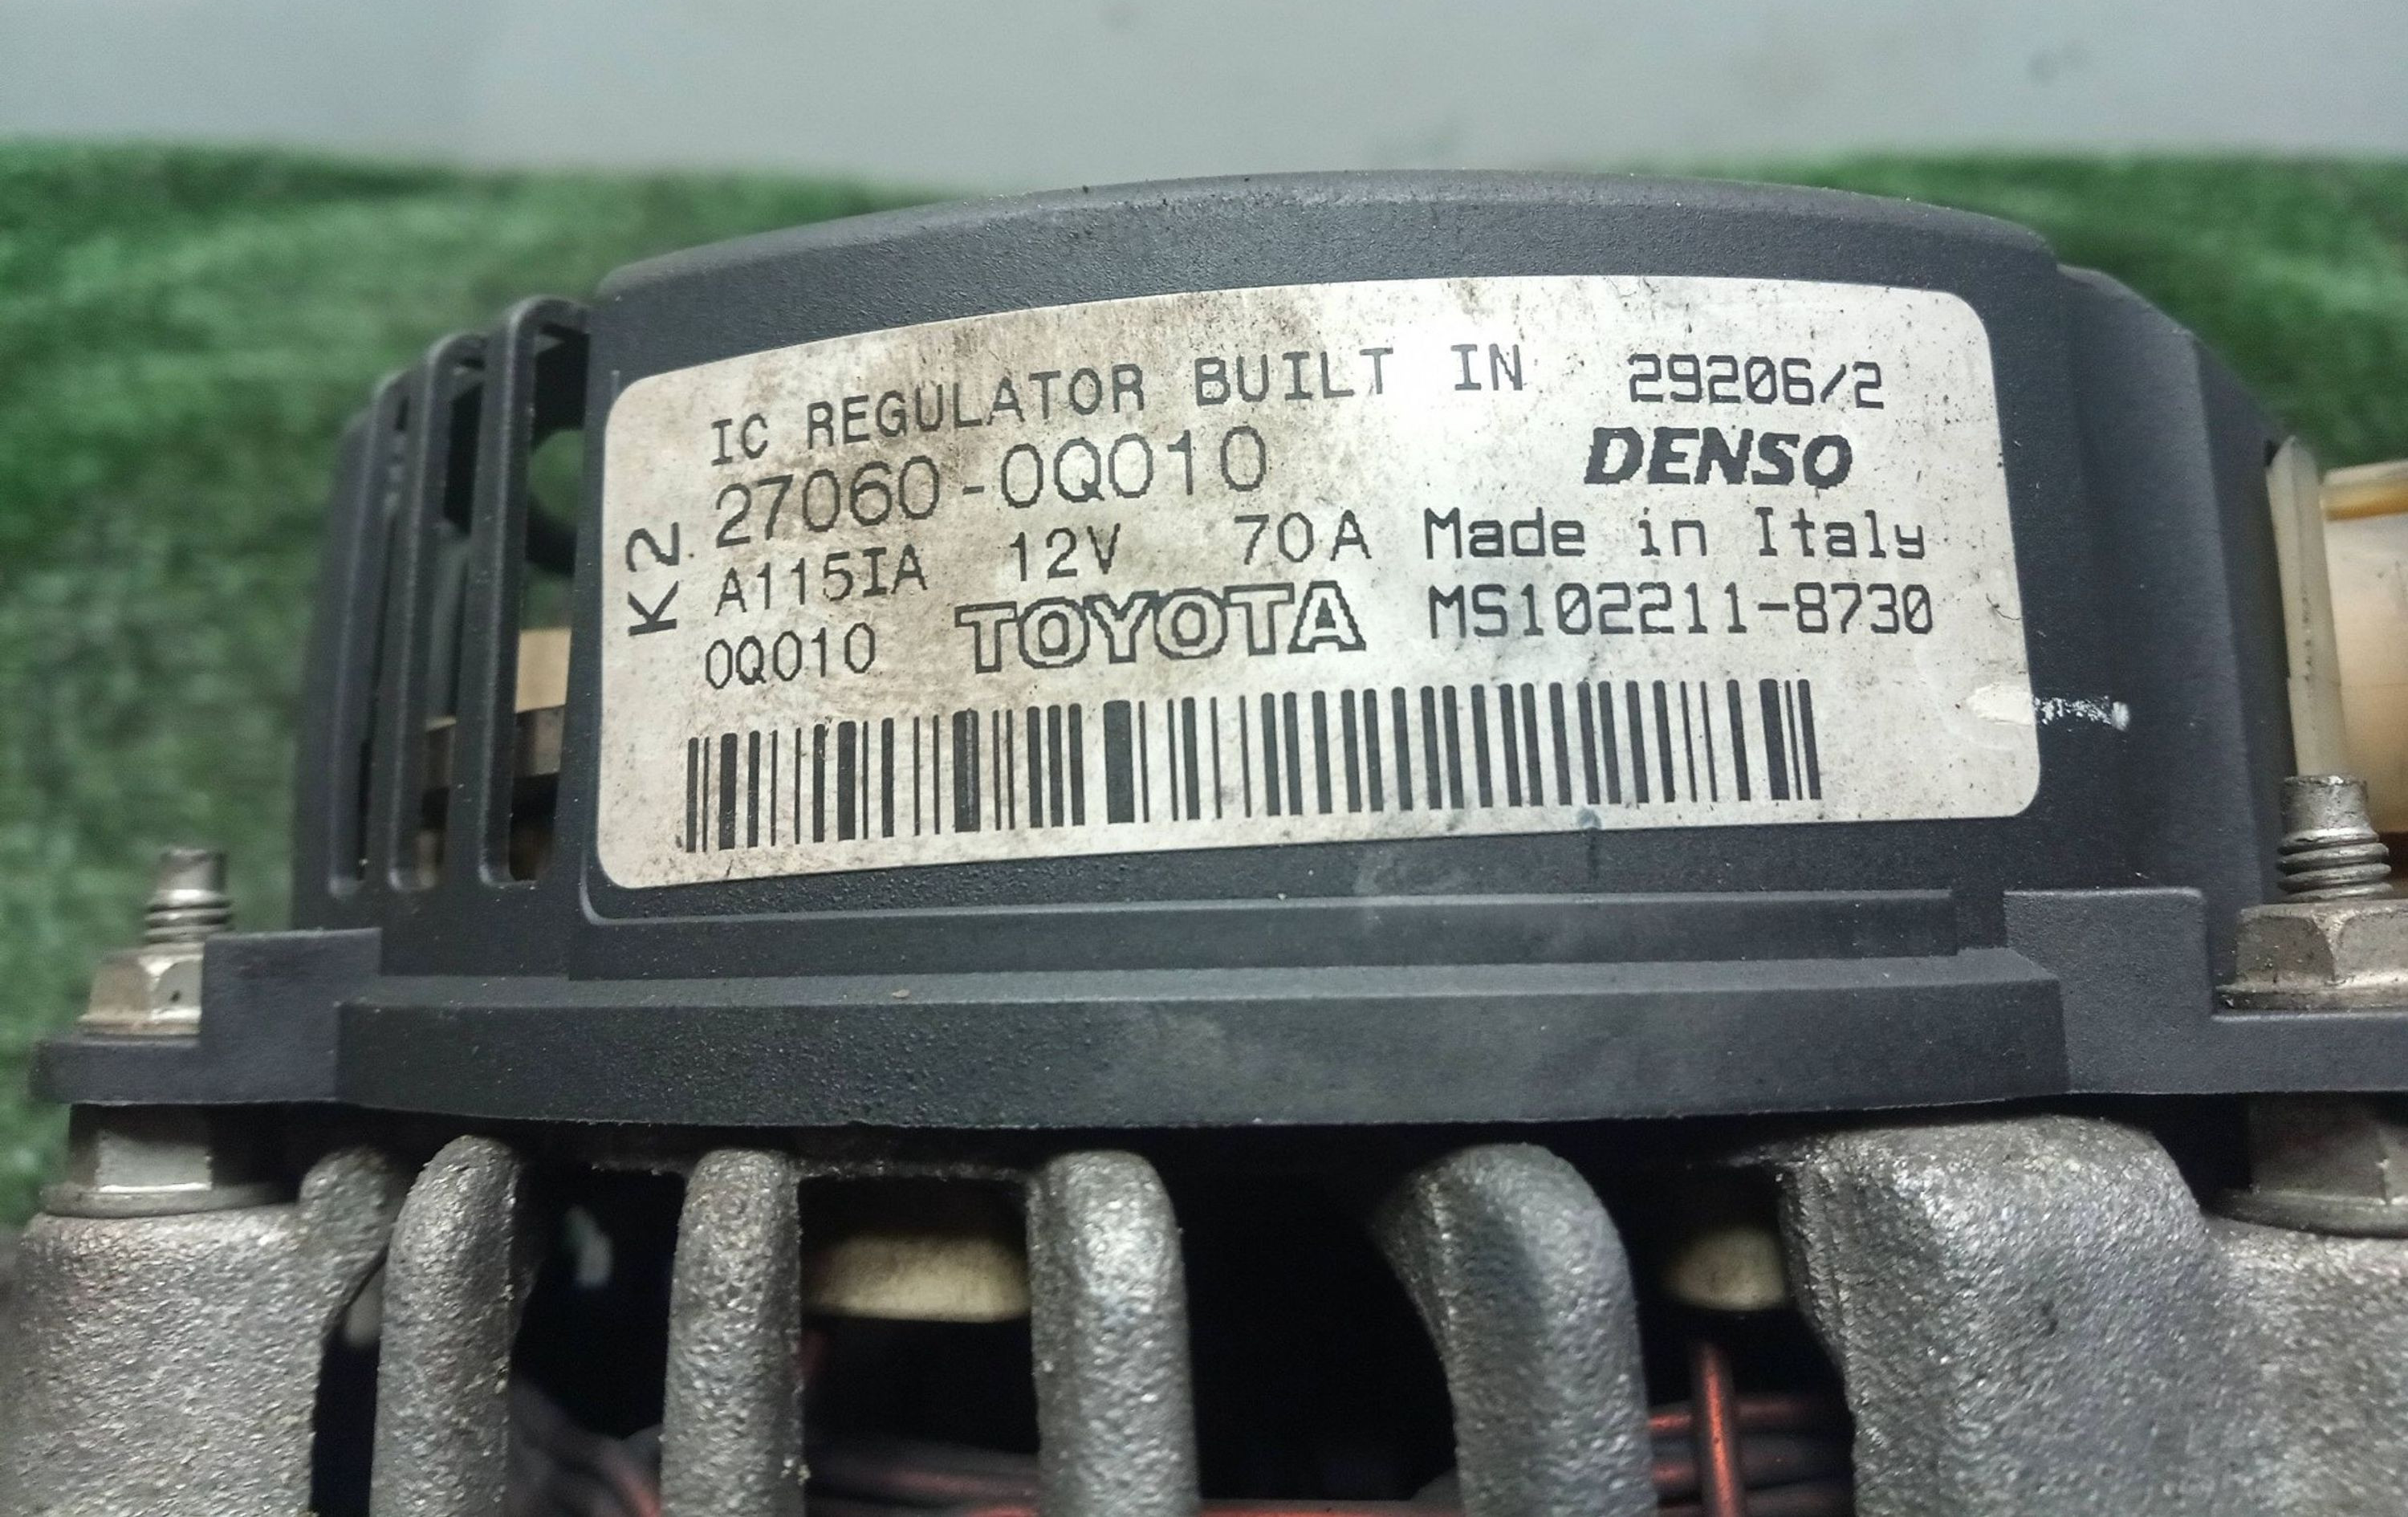 IC REGULATOR BUILT IN 29206/2
27060-0Q010 DENSO
K2
A115IA 12V 70A Made in Italy
0Q010 TOYOTA MS102211-8730